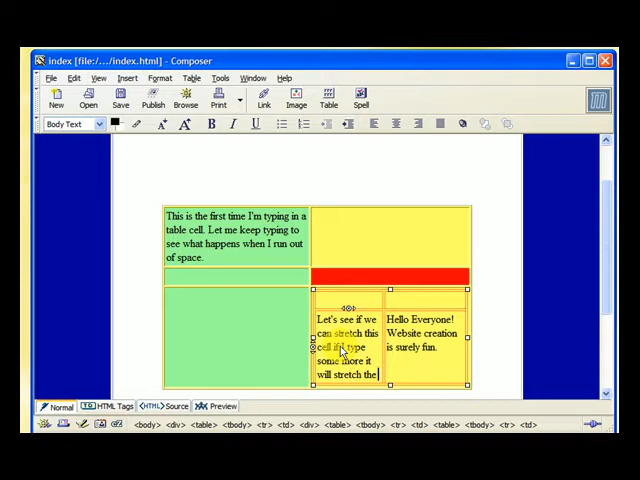 index [file:/.../index.html] - Composer
File Edit View Insert Format Table Tools Window Help
New Open Save Publish Browse Print Link Image Table Spell
Body Text B I U
This is the first time I'm typing in a
table cell. Let me keep typing to
see what happens when I run out
of space.
Let's see if we
can stretch this
cell if I type
some more it
will stretch the
Hello Everyone!
Website creation
is surely fun.
Normal HTML Tags <HTML> Source Preview
<body> <div> <table> <tbody> <tr> <td> <div> <table> <tbody> <tr> <td>